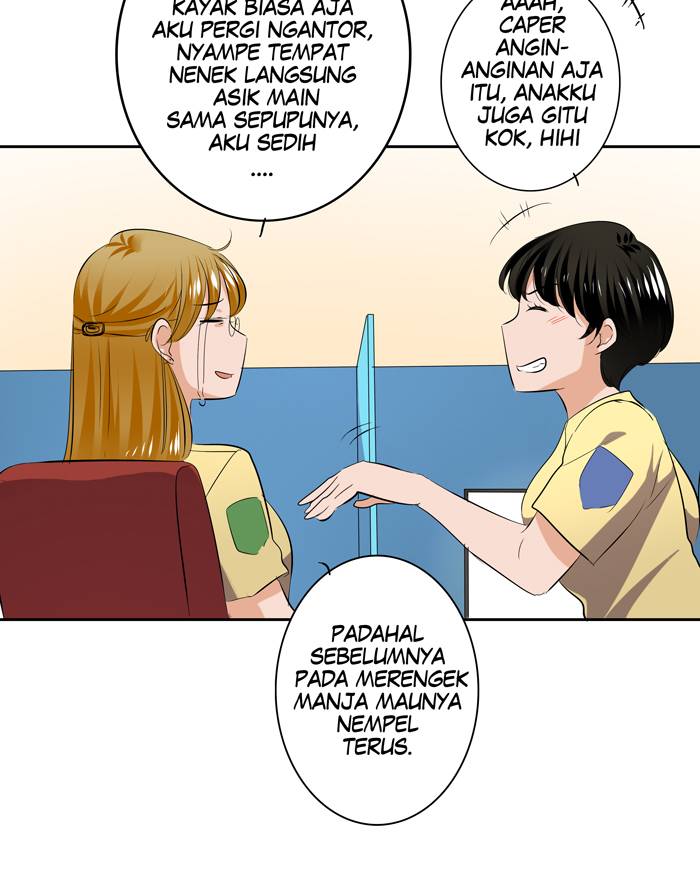 KAYAK BIASA AJA
AKU PERGI NGANTOR,
NYAMPE TEMPAT
NENEK LANGSUNG
ASIK MAIN
SAMA SEPUPUNYA,
AKU SEDIH
....
AAAH,
CAPER
ANGIN-
ANGINAN AJA
ITU, ANAKKU
JUGA GITU
KOK, HIHI
PADAHAL
SEBELUMNYA
PADA MERENGEK
MANJA MAUNYA
NEMPEL
TERUS.